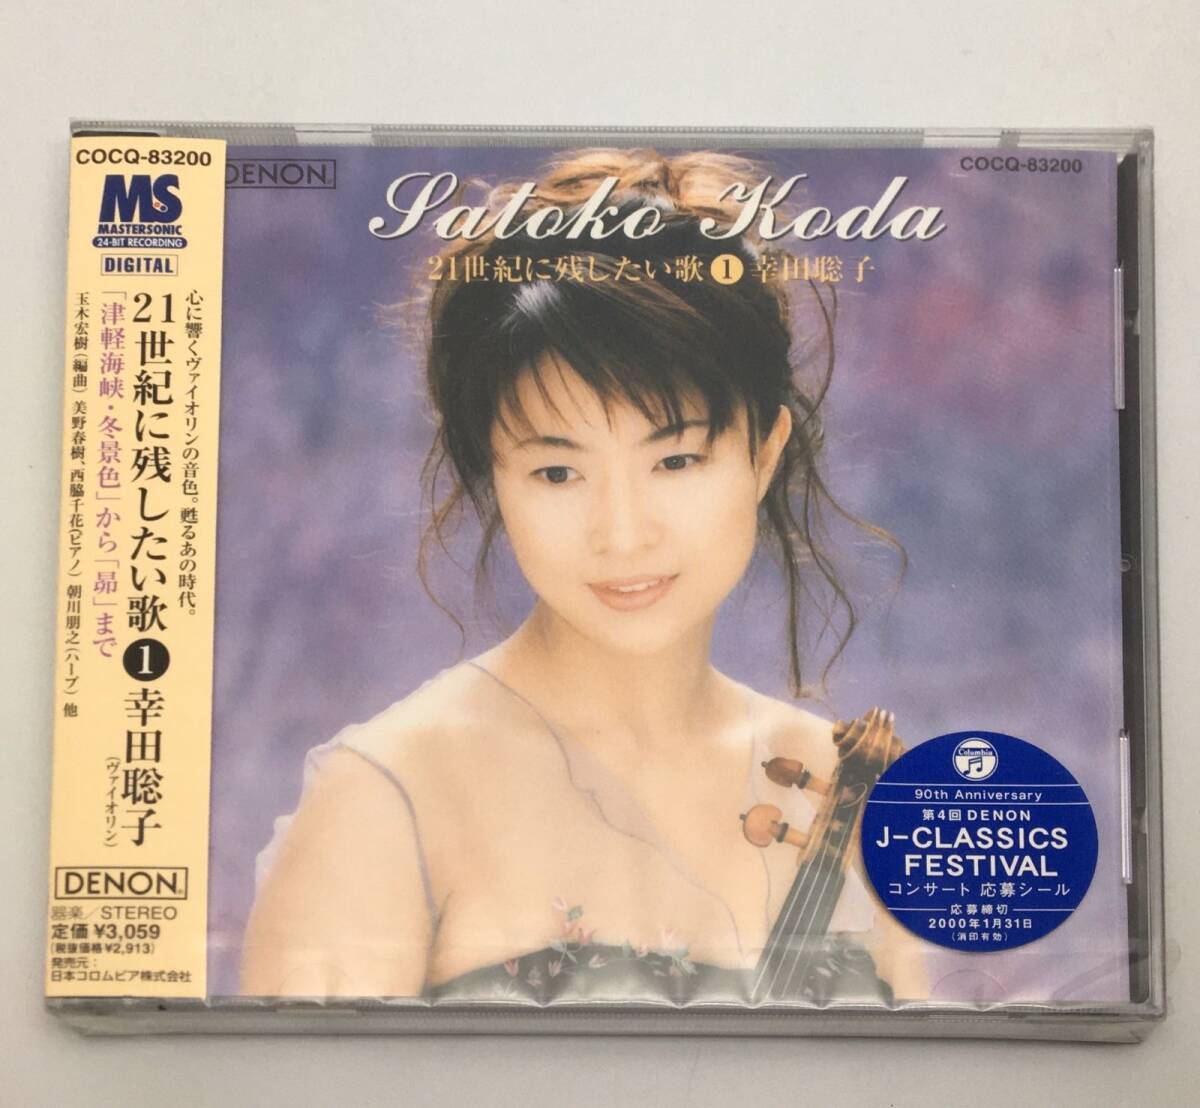 COCQ-83200
MS
MASTERSONIC
24-BIT RECORDING
DIGITAL
心に響くヴァイオリンの音色。甦るあの時代。
21世紀に残したい歌❶幸田聡子
(ヴァイオリン)
「津軽海峡・冬景色」から「昴」まで
玉木宏樹(編曲) 美野春樹、西脇千花(ピアノ) 朝川朋之(ハープ) 他
DENON
器楽/STEREO
定価¥3,059
(税抜価格¥2,913)
発売元:
日本コロムビア株式会社
DENON
COCQ-83200
Satoko Koda
21世紀に残したい歌❶幸田聡子
Columbia
90th Anniversary
第4回 DENON
J-CLASSICS
FESTIVAL
コンサート 応募シール
応募締切
2000年1月31日
(消印有効)